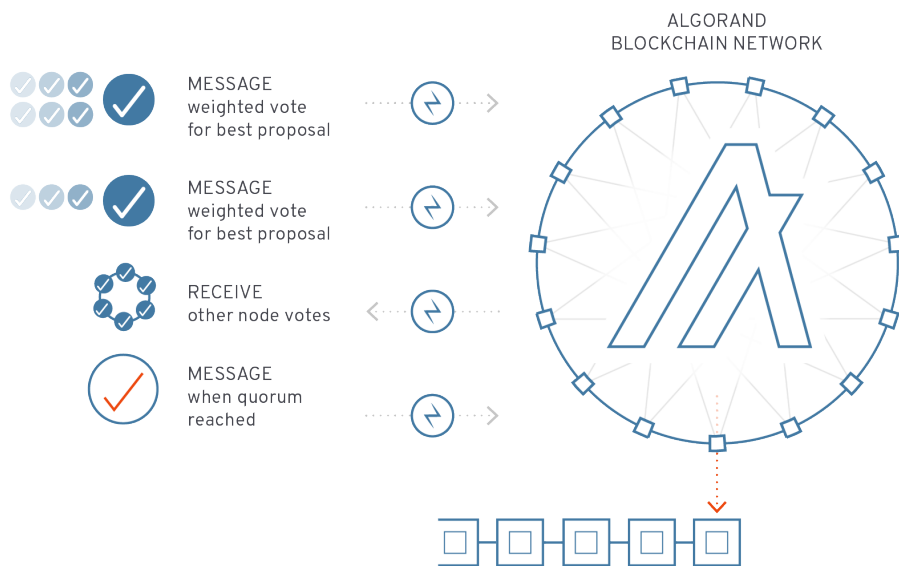 ALGORAND
BLOCKCHAIN NETWORK
MESSAGE
weighted vote
for best proposal
MESSAGE
weighted vote
for best proposal
RECEIVE
other node votes
MESSAGE
when quorum
reached